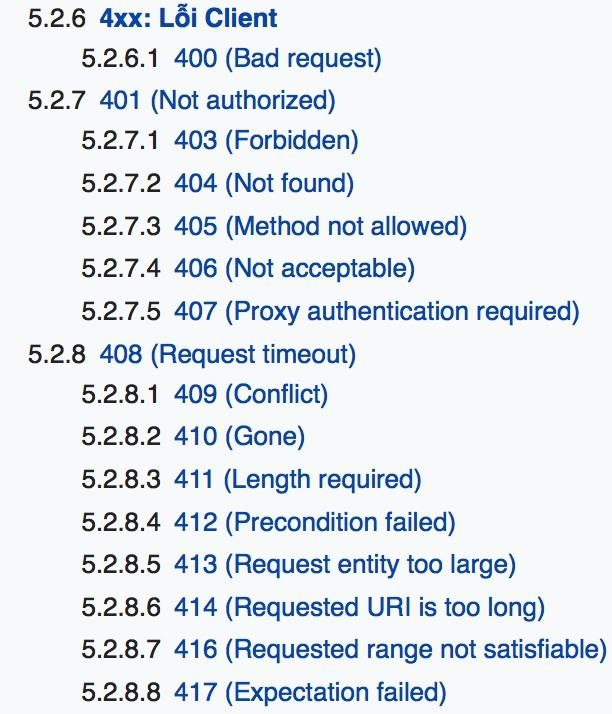 5.2.6 4xx: Lỗi Client
5.2.6.1 400 (Bad request)
5.2.7 401 (Not authorized)
5.2.7.1 403 (Forbidden)
5.2.7.2 404 (Not found)
5.2.7.3 405 (Method not allowed)
5.2.7.4 406 (Not acceptable)
5.2.7.5 407 (Proxy authentication required)
5.2.8 408 (Request timeout)
5.2.8.1 409 (Conflict)
5.2.8.2 410 (Gone)
5.2.8.3 411 (Length required)
5.2.8.4 412 (Precondition failed)
5.2.8.5 413 (Request entity too large)
5.2.8.6 414 (Requested URI is too long)
5.2.8.7 416 (Requested range not satisfiable)
5.2.8.8 417 (Expectation failed)